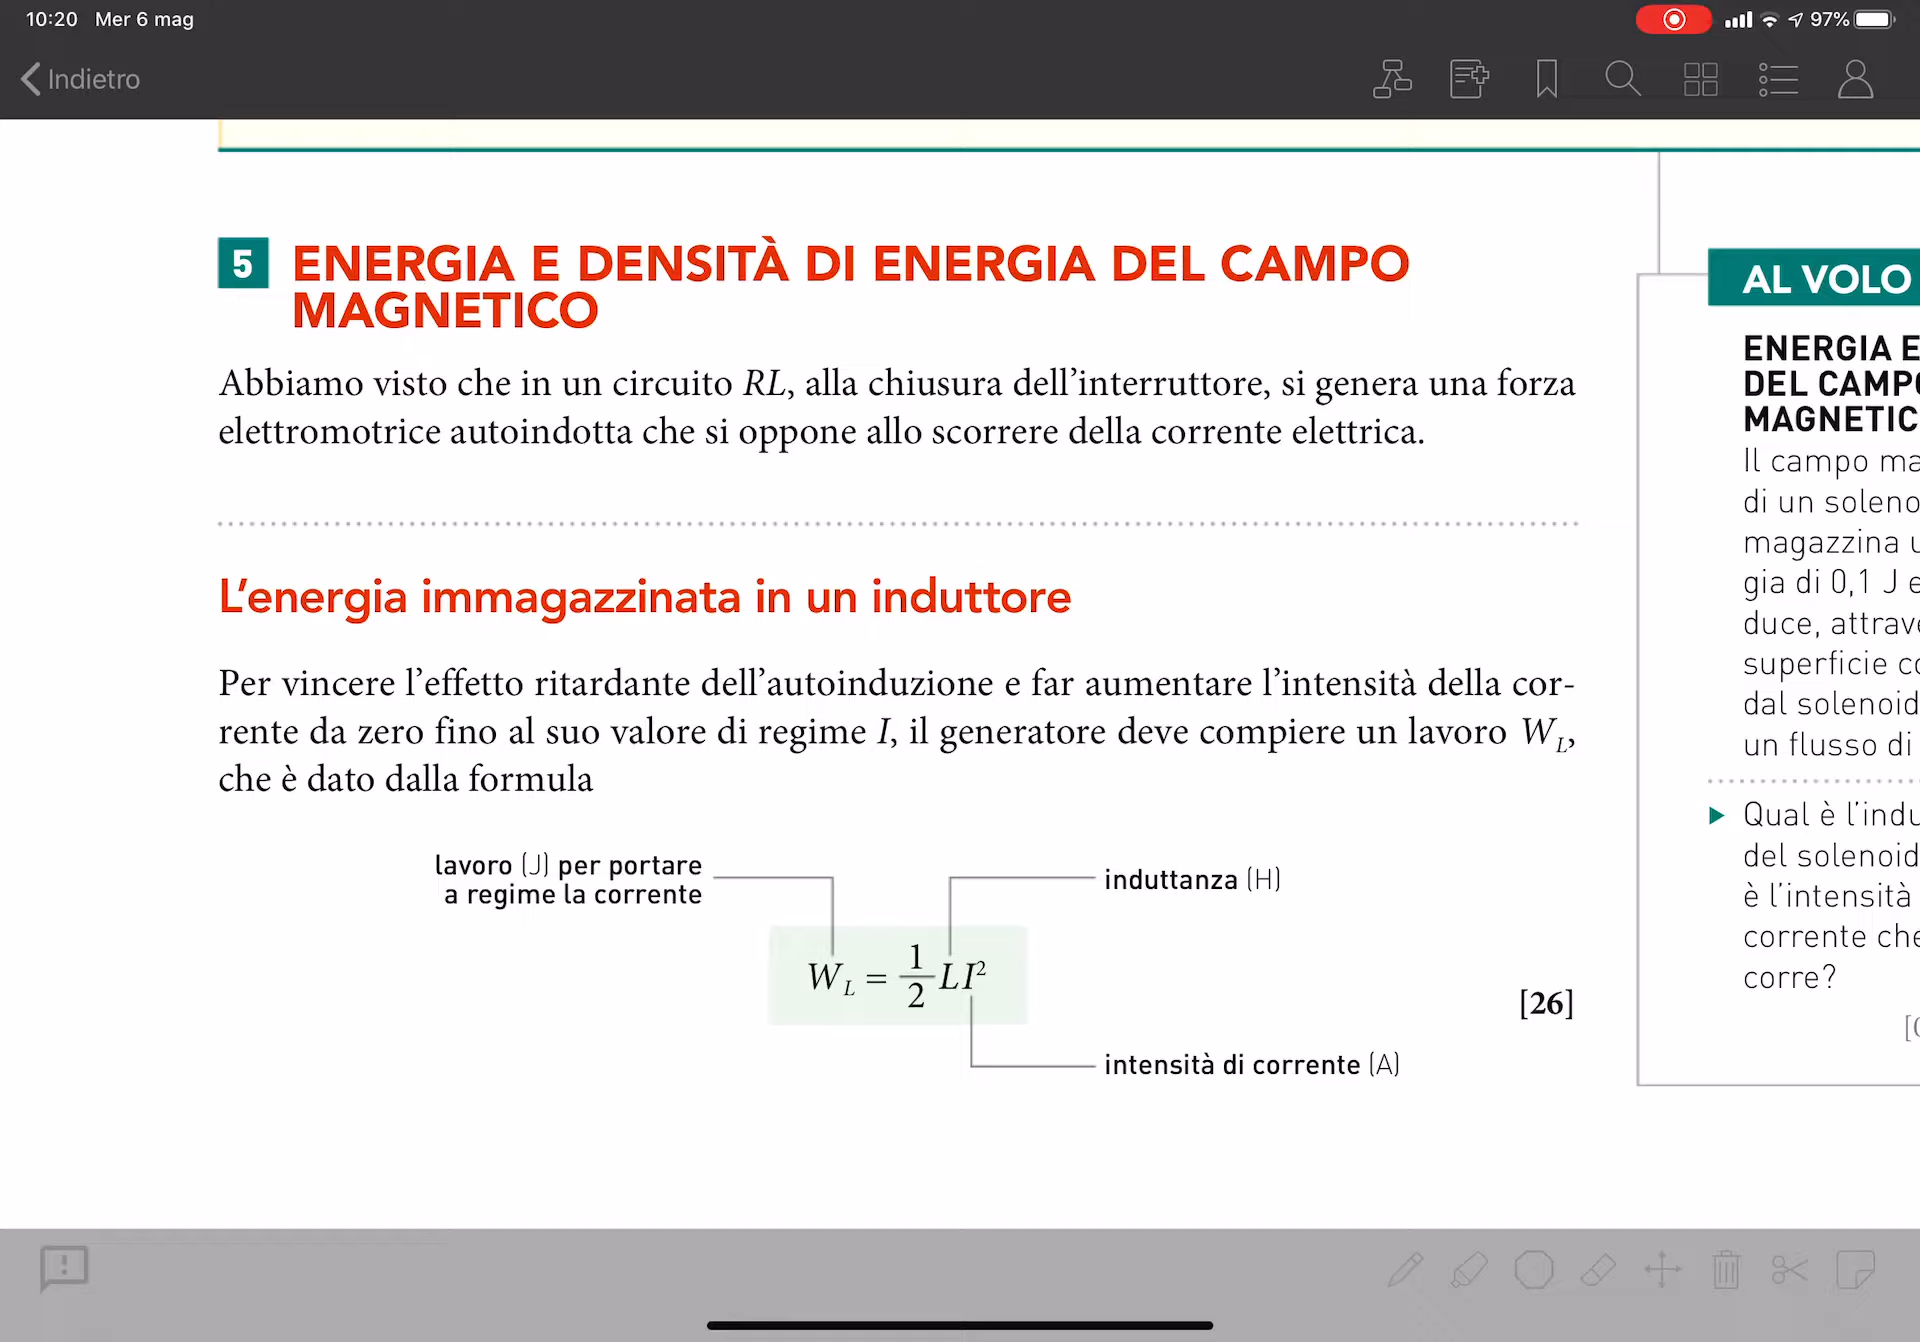 10:20 Mer 6 mag
97%
Indietro
5 ENERGIA E DENSITÀ DI ENERGIA DEL CAMPO
MAGNETICO
Abbiamo visto che in un circuito RL, alla chiusura dell’interruttore, si genera una forza
elettromotrice autoindotta che si oppone allo scorrere della corrente elettrica.
L’energia immagazzinata in un induttore
Per vincere l’effetto ritardante dell’autoinduzione e far aumentare l’intensità della cor-
rente da zero fino al suo valore di regime I, il generatore deve compiere un lavoro W_L,
che è dato dalla formula
lavoro (J) per portare
a regime la corrente
induttanza (H)
W_L = 1/2 LI²
[26]
intensità di corrente (A)
AL VOLO
ENERGIA E
DEL CAMPO
MAGNETIC
Il campo ma
di un soleno
magazzina u
gia di 0,1 J e
duce, attrave
superficie co
dal solenoid
un flusso di
Qual è l’indu
del solenoid
è l’intensità
corrente che
corre?